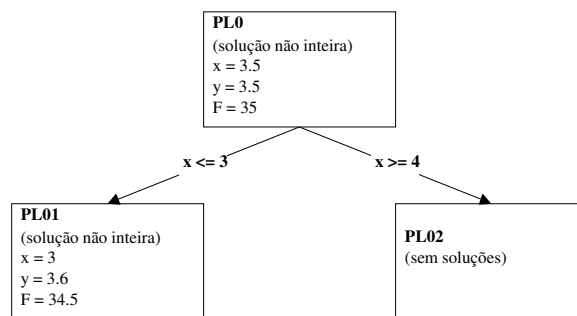 PL0
(solução não inteira)
x = 3.5
y = 3.5
F = 35
x <= 3
x >= 4
PL01
(solução não inteira)
x = 3
y = 3.6
F = 34.5
PL02
(sem soluções)